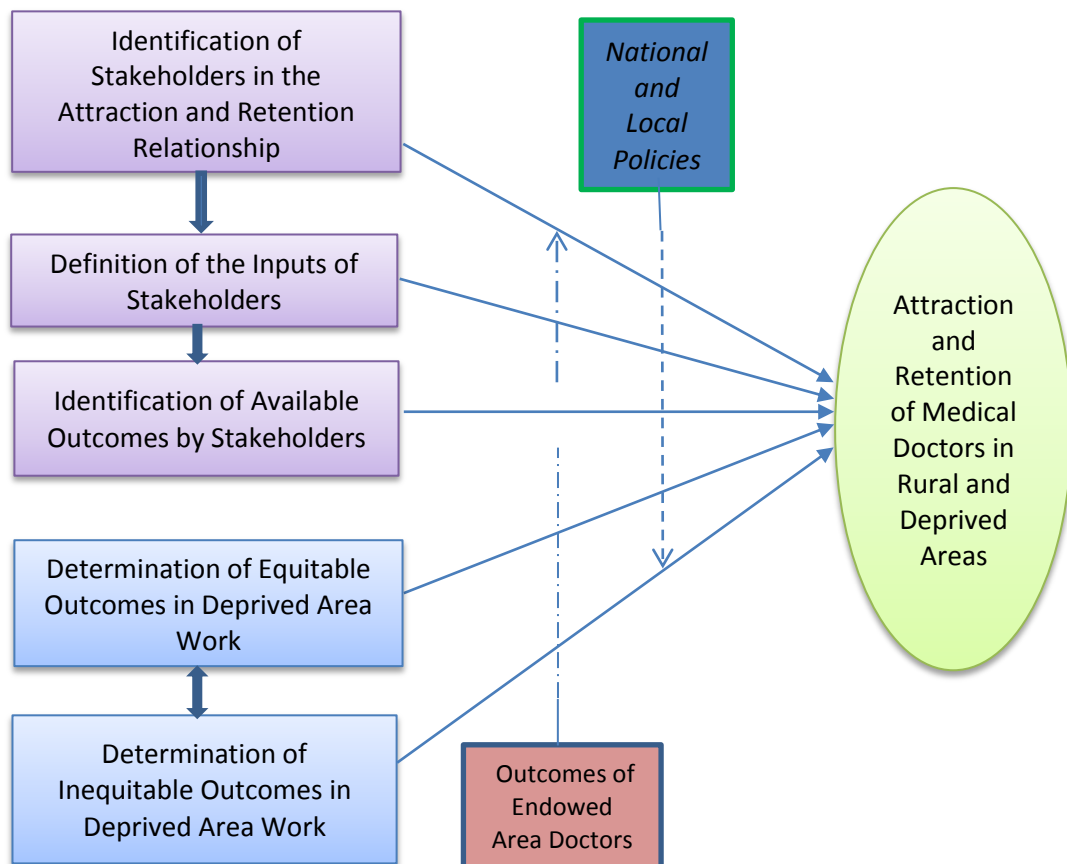 Identification of
Stakeholders in the
Attraction and Retention
Relationship
National
and
Local
Policies
Definition of the Inputs of
Stakeholders
Identification of Available
Outcomes by Stakeholders
Attraction
and
Retention
of Medical
Doctors in
Rural and
Deprived
Areas
Determination of Equitable
Outcomes in Deprived Area
Work
Determination of
Inequitable Outcomes in
Deprived Area Work
Outcomes of
Endowed
Area Doctors